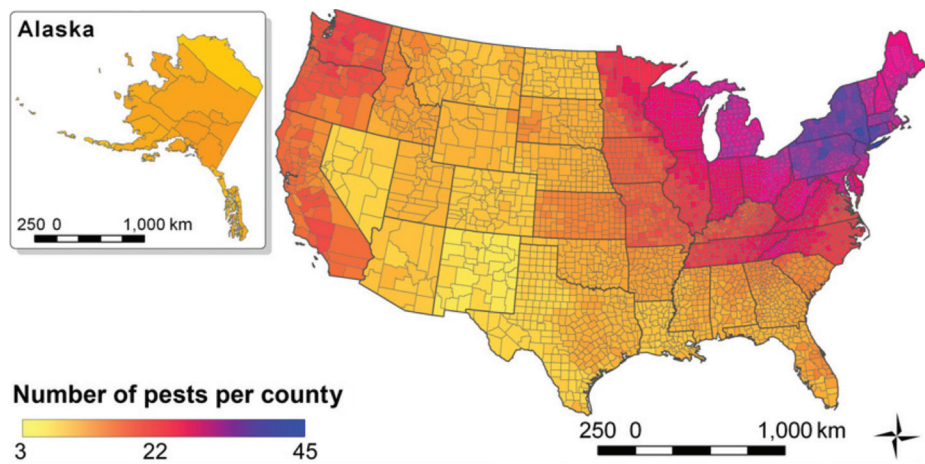 Alaska
250 0 1,000 km
Number of pests per county
3 22 45
250 0 1,000 km